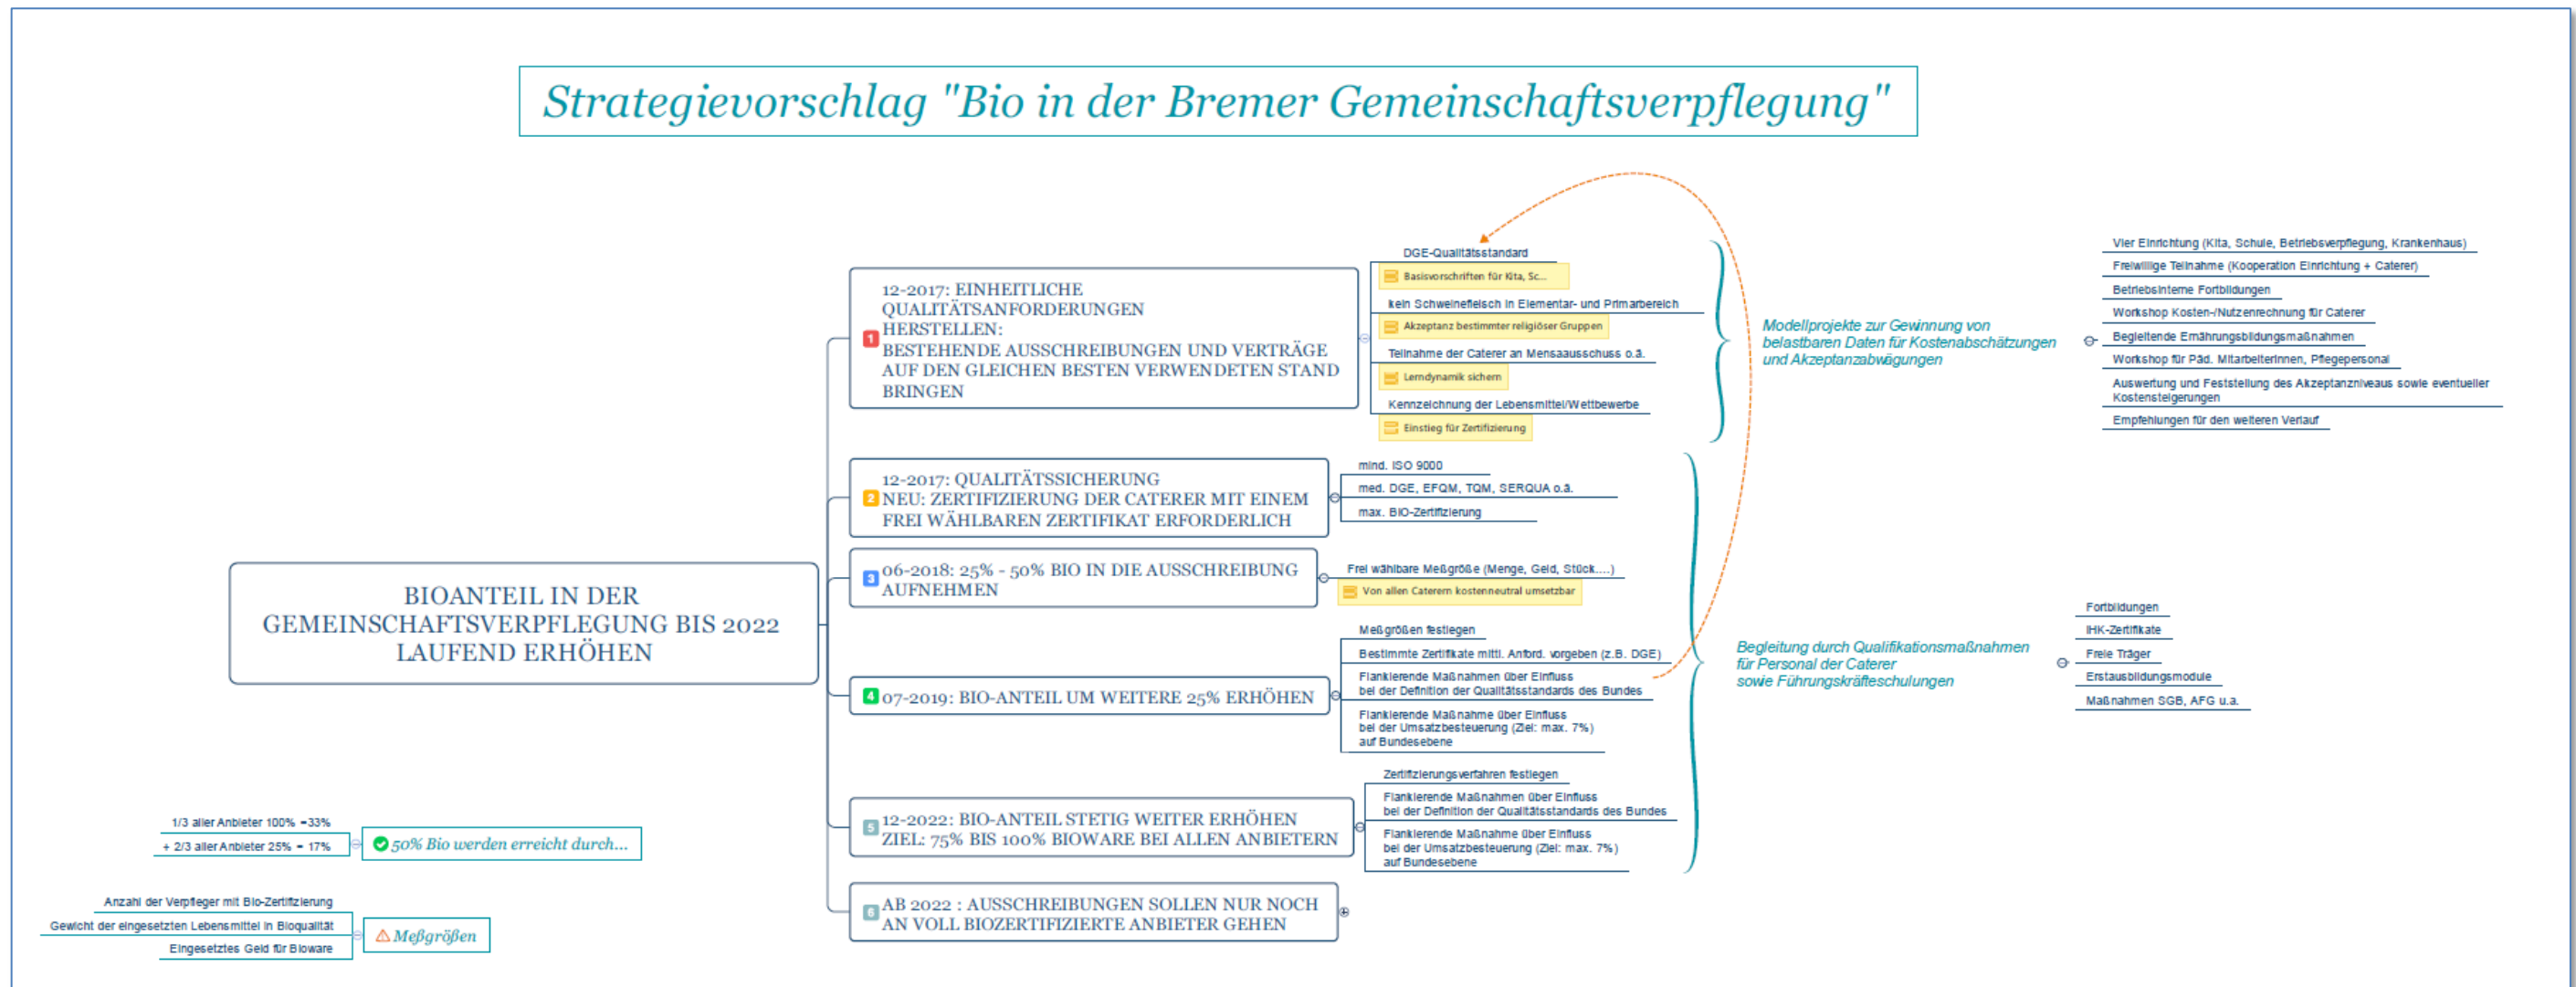 Strategievorschlag "Bio in der Bremer Gemeinschaftsverpflegung"
BIOANTEIL IN DER
GEMEINSCHAFTSVERPFLEGUNG BIS 2022
LAUFEND ERHÖHEN
1
12-2017: EINHEITLICHE
QUALITÄTSANFORDERUNGEN
HERSTELLEN:
BESTEHENDE AUSSCHREIBUNGEN UND VERTRÄGE
AUF DEN GLEICHEN BESTEN VERWENDETEN STAND
BRINGEN
DGE-Qualitätsstandard
Basisvorschriften für Kita, Sc...
kein Schweinefleisch in Elementar- und Primarbereich
Akzeptanz bestimmter religiöser Gruppen
Teilnahme der Caterer an Mensaausschuss o.ä.
Lerndynamik sichern
Kennzeichnung der Lebensmittel/Wettbewerbe
Einstieg für Zertifizierung
Modellprojekte zur Gewinnung von
belastbaren Daten für Kostenabschätzungen
und Akzeptanzabwägungen
Vier Einrichtung (Kita, Schule, Betriebsverpflegung, Krankenhaus)
Freiwillige Teilnahme (Kooperation Einrichtung + Caterer)
Betriebsinterne Fortbildungen
Workshop Kosten-/Nutzenrechnung für Caterer
Begleitende Ernährungsbildungsmaßnahmen
Workshop für Päd. MitarbeiterInnen, Pflegepersonal
Auswertung und Feststellung des Akzeptanzniveaus sowie eventueller
Kostensteigerungen
Empfehlungen für den weiteren Verlauf
2
12-2017: QUALITÄTSSICHERUNG
NEU: ZERTIFIZIERUNG DER CATERER MIT EINEM
FREI WÄHLBAREN ZERTIFIKAT ERFORDERLICH
mind. ISO 9000
med. DGE, EFQM, TQM, SERQUA o.ä.
max. BIO-Zertifizierung
3
06-2018: 25% - 50% BIO IN DIE AUSSCHREIBUNG
AUFNEHMEN
Frei wählbare Meßgröße (Menge, Geld, Stück....)
Von allen Caterern kostenneutral umsetzbar
4
07-2019: BIO-ANTEIL UM WEITERE 25% ERHÖHEN
Meßgrößen festlegen
Bestimmte Zertifikate mittl. Anford. vorgeben (z.B. DGE)
Flankierende Maßnahmen über Einfluss
bei der Definition der Qualitätsstandards des Bundes
Flankierende Maßnahme über Einfluss
bei der Umsatzbesteuerung (Ziel: max. 7%)
auf Bundesebene
5
12-2022: BIO-ANTEIL STETIG WEITER ERHÖHEN
ZIEL: 75% BIS 100% BIOWARE BEI ALLEN ANBIETERN
Zertifizierungsverfahren festlegen
Flankierende Maßnahmen über Einfluss
bei der Definition der Qualitätsstandards des Bundes
Flankierende Maßnahme über Einfluss
bei der Umsatzbesteuerung (Ziel: max. 7%)
auf Bundesebene
6
AB 2022 : AUSSCHREIBUNGEN SOLLEN NUR NOCH
AN VOLL BIOZERTIFIZIERTE ANBIETER GEHEN
Begleitung durch Qualifikationsmaßnahmen
für Personal der Caterer
sowie Führungskräfteschulungen
Fortbildungen
IHK-Zertifikate
Freie Träger
Erstausbildungsmodule
Maßnahmen SGB, AFG u.a.
50% Bio werden erreicht durch...
1/3 aller Anbieter 100% =33%
+ 2/3 aller Anbieter 25% = 17%
Meßgrößen
Anzahl der Verpfleger mit Bio-Zertifizierung
Gewicht der eingesetzten Lebensmittel in Bioqualität
Eingesetztes Geld für Bioware